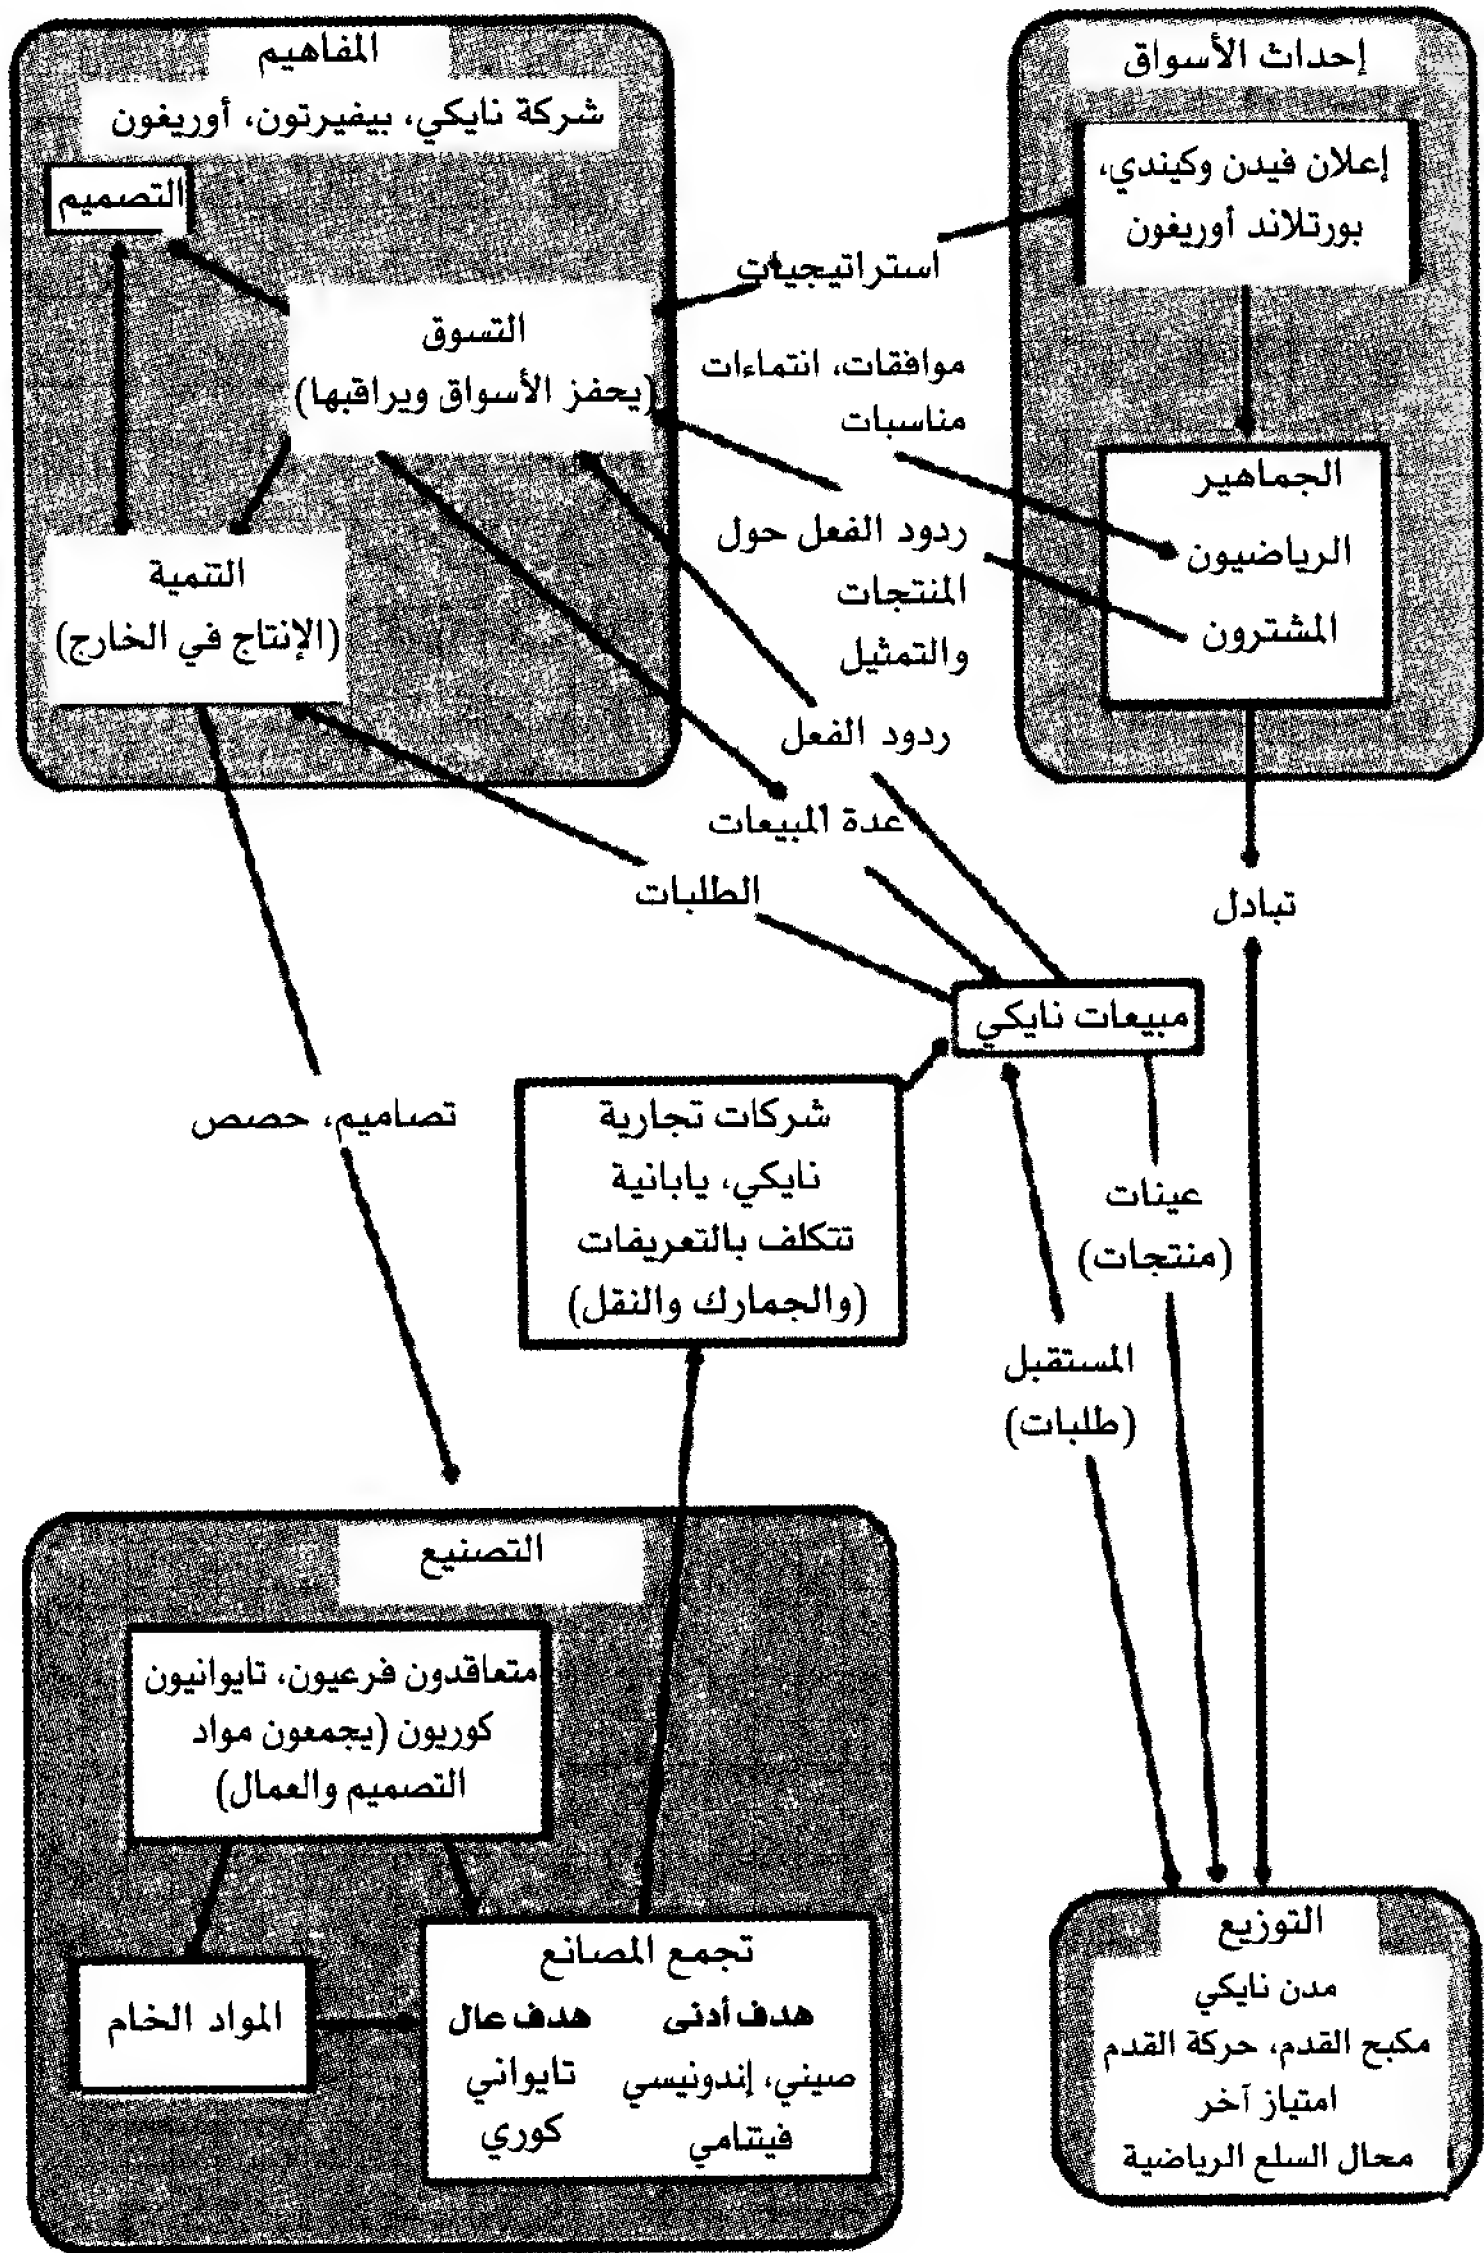 المفاهيم
شركة نايكي، بيفيرتون، أوريغون
التصميم
التسوق
(يحفز الأسواق ويراقبها)
التنمية
(الإنتاج في الخارج)
إحداث الأسواق
إعلان فيدن وكيندي،
بورتلاند أوريغون
الجماهير
الرياضيون
المشترون
استراتيجيات
موافقات، انتماءات
مناسبات
ردود الفعل حول
المنتجات
والتمثيل
ردود الفعل
عدة المبيعات
الطلبات
تبادل
مبيعات نايكي
تصاميم، حصص
شركات تجارية
نايكي، يابانية
تتكلف بالتعريفات
(والجمارك والنقل)
عينات
(منتجات)
المستقبل
(طلبات)
التصنيع
متعاقدون فرعيون، تايوانيون
كوريون (يجمعون مواد
التصميم والعمال)
المواد الخام
تجمع المصانع
هدف أدنى
صيني، إندونيسي
فيتنامي
هدف عال
تايواني
كوري
التوزيع
مدن نايكي
مكبح القدم، حركة القدم
امتياز آخر
محال السلع الرياضية